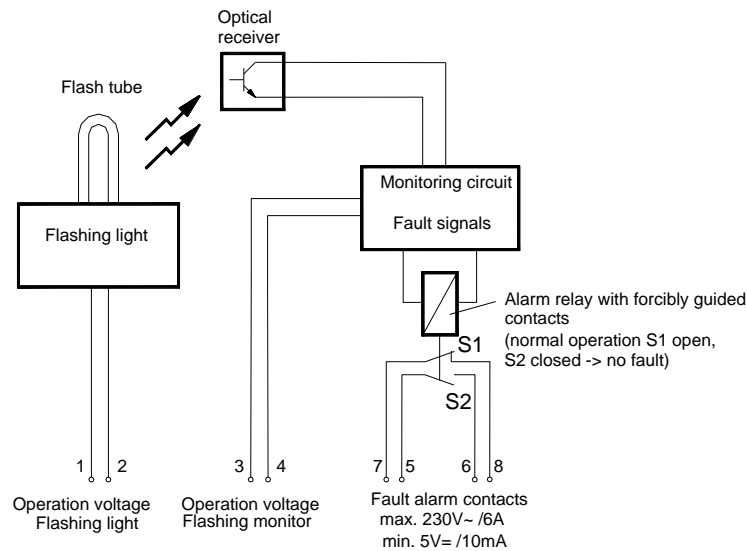 Optical
receiver
Flash tube
Monitoring circuit
Fault signals
Flashing light
Alarm relay with forcibly guided
contacts
(normal operation S1 open,
S2 closed -> no fault)
S1
S2
1 2
3 4
7 5
6 8
Operation voltage
Flashing light
Operation voltage
Flashing monitor
Fault alarm contacts
max. 230V~ /6A
min. 5V= /10mA